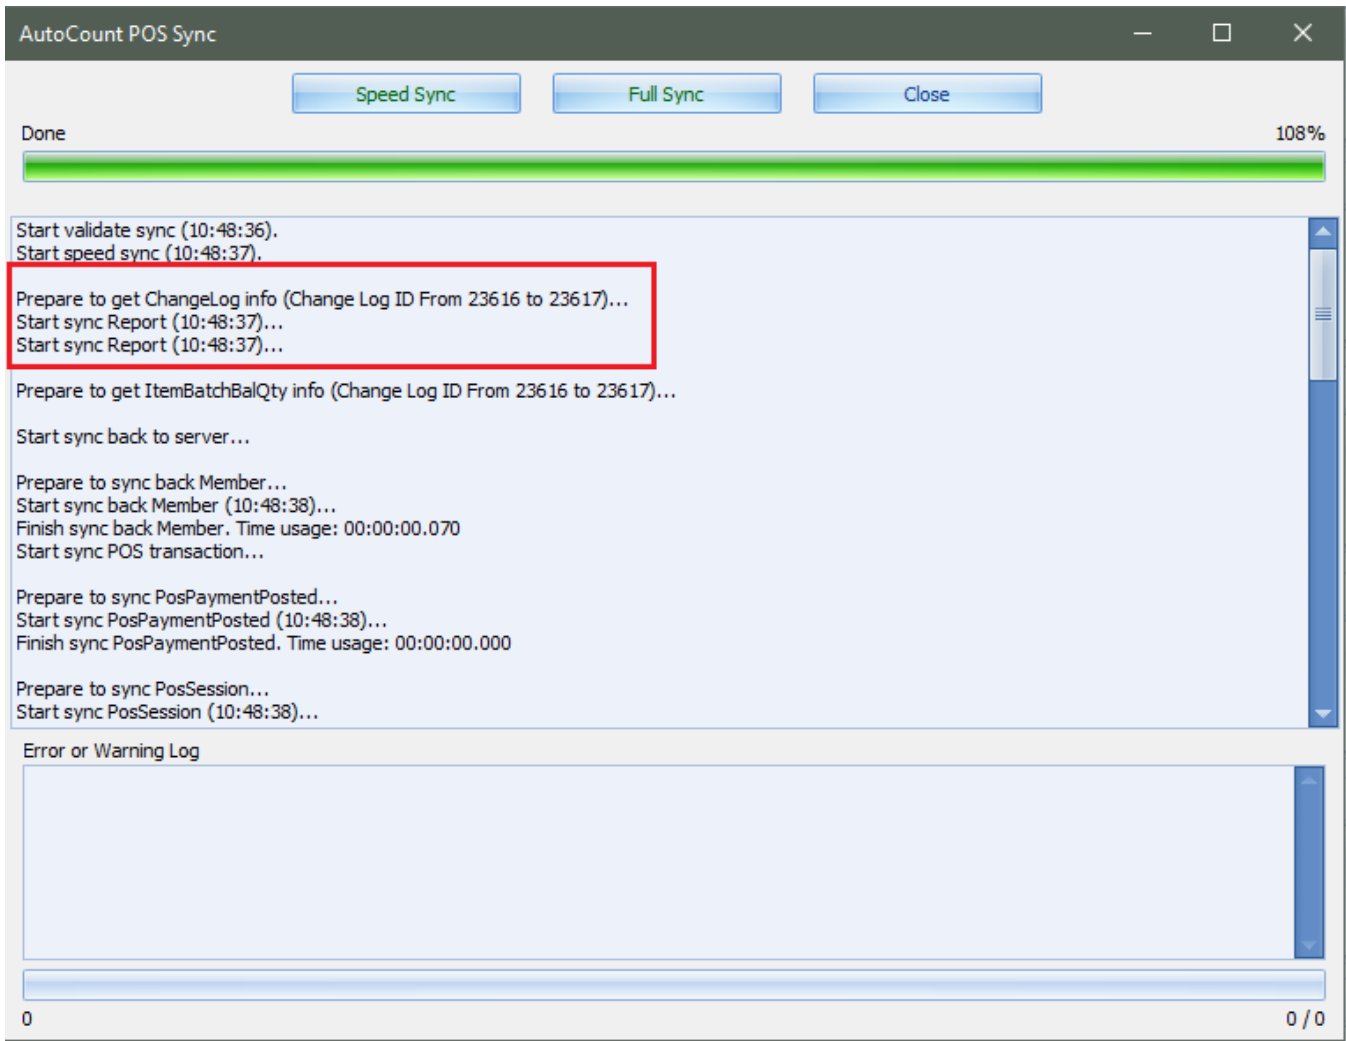 AutoCount POS Sync
Speed Sync
Full Sync
Close
Done
108%
Start validate sync (10:48:36).
Start speed sync (10:48:37).
Prepare to get ChangeLog info (Change Log ID From 23616 to 23617)...
Start sync Report (10:48:37)...
Start sync Report (10:48:37)...
Prepare to get ItemBatchBalQty info (Change Log ID From 23616 to 23617)...
Start sync back to server...
Prepare to sync back Member...
Start sync back Member (10:48:38)...
Finish sync back Member. Time usage: 00:00:00.070
Start sync POS transaction...
Prepare to sync PosPaymentPosted...
Start sync PosPaymentPosted (10:48:38)...
Finish sync PosPaymentPosted. Time usage: 00:00:00.000
Prepare to sync PosSession...
Start sync PosSession (10:48:38)...
Error or Warning Log
0
0 / 0